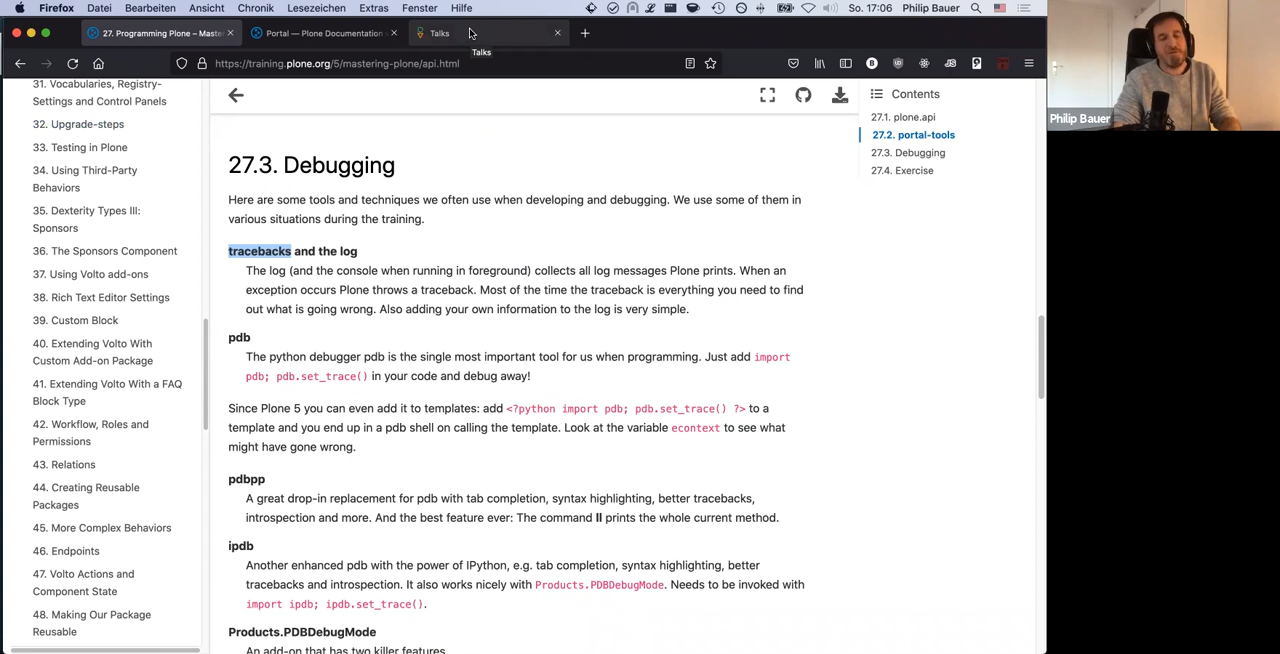 Firefox Datei Bearbeiten Ansicht Chronik Lesezeichen Extras Fenster Hilfe So. 17:06 Philip Bauer
27. Programming Plone – Maste
Portal — Plone Documentation
Talks
Talks
https://training.plone.org/5/mastering-plone/api.html
31. Vocabularies, Registry-
Settings and Control Panels
32. Upgrade-steps
33. Testing in Plone
34. Using Third-Party
Behaviors
35. Dexterity Types III:
Sponsors
36. The Sponsors Component
37. Using Volto add-ons
38. Rich Text Editor Settings
39. Custom Block
40. Extending Volto With
Custom Add-on Package
41. Extending Volto With a FAQ
Block Type
42. Workflow, Roles and
Permissions
43. Relations
44. Creating Reusable
Packages
45. More Complex Behaviors
46. Endpoints
47. Volto Actions and
Component State
48. Making Our Package
Reusable
27.3. Debugging
Here are some tools and techniques we often use when developing and debugging. We use some of them in
various situations during the training.
tracebacks and the log
The log (and the console when running in foreground) collects all log messages Plone prints. When an
exception occurs Plone throws a traceback. Most of the time the traceback is everything you need to find
out what is going wrong. Also adding your own information to the log is very simple.
pdb
The python debugger pdb is the single most important tool for us when programming. Just add import
pdb; pdb.set_trace() in your code and debug away!
Since Plone 5 you can even add it to templates: add <?python import pdb; pdb.set_trace() ?> to a
template and you end up in a pdb shell on calling the template. Look at the variable econtext to see what
might have gone wrong.
pdbpp
A great drop-in replacement for pdb with tab completion, syntax highlighting, better tracebacks,
introspection and more. And the best feature ever: The command ll prints the whole current method.
ipdb
Another enhanced pdb with the power of IPython, e.g. tab completion, syntax highlighting, better
tracebacks and introspection. It also works nicely with Products.PDBDebugMode. Needs to be invoked with
import ipdb; ipdb.set_trace().
Products.PDBDebugMode
An add-on that has two killer features.
Contents
27.1. plone.api
27.2. portal-tools
27.3. Debugging
27.4. Exercise
Philip Bauer